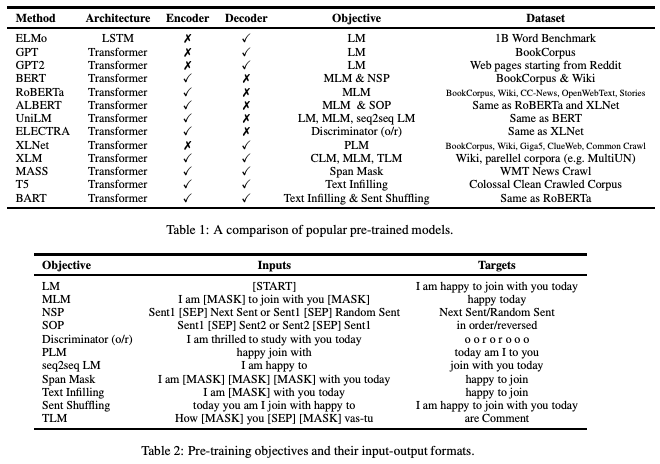 Method Architecture Encoder Decoder Objective Dataset
ELMo LSTM ✗ ✓ LM 1B Word Benchmark
GPT Transformer ✗ ✓ LM BookCorpus
GPT2 Transformer ✗ ✓ LM Web pages starting from Reddit
BERT Transformer ✓ ✗ MLM & NSP BookCorpus & Wiki
RoBERTa Transformer ✓ ✗ MLM BookCorpus, Wiki, CC-News, OpenWebText, Stories
ALBERT Transformer ✓ ✗ MLM & SOP Same as RoBERTa and XLNet
UniLM Transformer ✓ ✗ LM, MLM, seq2seq LM Same as BERT
ELECTRA Transformer ✓ ✗ Discriminator (o/r) Same as XLNet
XLNet Transformer ✗ ✓ PLM BookCorpus, Wiki, Giga5, ClueWeb, Common Crawl
XLM Transformer ✓ ✓ CLM, MLM, TLM Wiki, parellel corpora (e.g. MultiUN)
MASS Transformer ✓ ✓ Span Mask WMT News Crawl
T5 Transformer ✓ ✓ Text Infilling Colossal Clean Crawled Corpus
BART Transformer ✓ ✓ Text Infilling & Sent Shuffling Same as RoBERTa
Table 1: A comparison of popular pre-trained models.
Objective Inputs Targets
LM [START] I am happy to join with you today
MLM I am [MASK] to join with you [MASK] happy today
NSP Sent1 [SEP] Next Sent or Sent1 [SEP] Random Sent Next Sent/Random Sent
SOP Sent1 [SEP] Sent2 or Sent2 [SEP] Sent1 in order/reversed
Discriminator (o/r) I am thrilled to study with you today o o r o r o o o
PLM happy join with today am I to you
seq2seq LM I am happy to join with you today
Span Mask I am [MASK] [MASK] [MASK] with you today happy to join
Text Infilling I am [MASK] with you today happy to join
Sent Shuffling today you am I join with happy to I am happy to join with you today
TLM How [MASK] you [SEP] [MASK] vas-tu are Comment
Table 2: Pre-training objectives and their input-output formats.